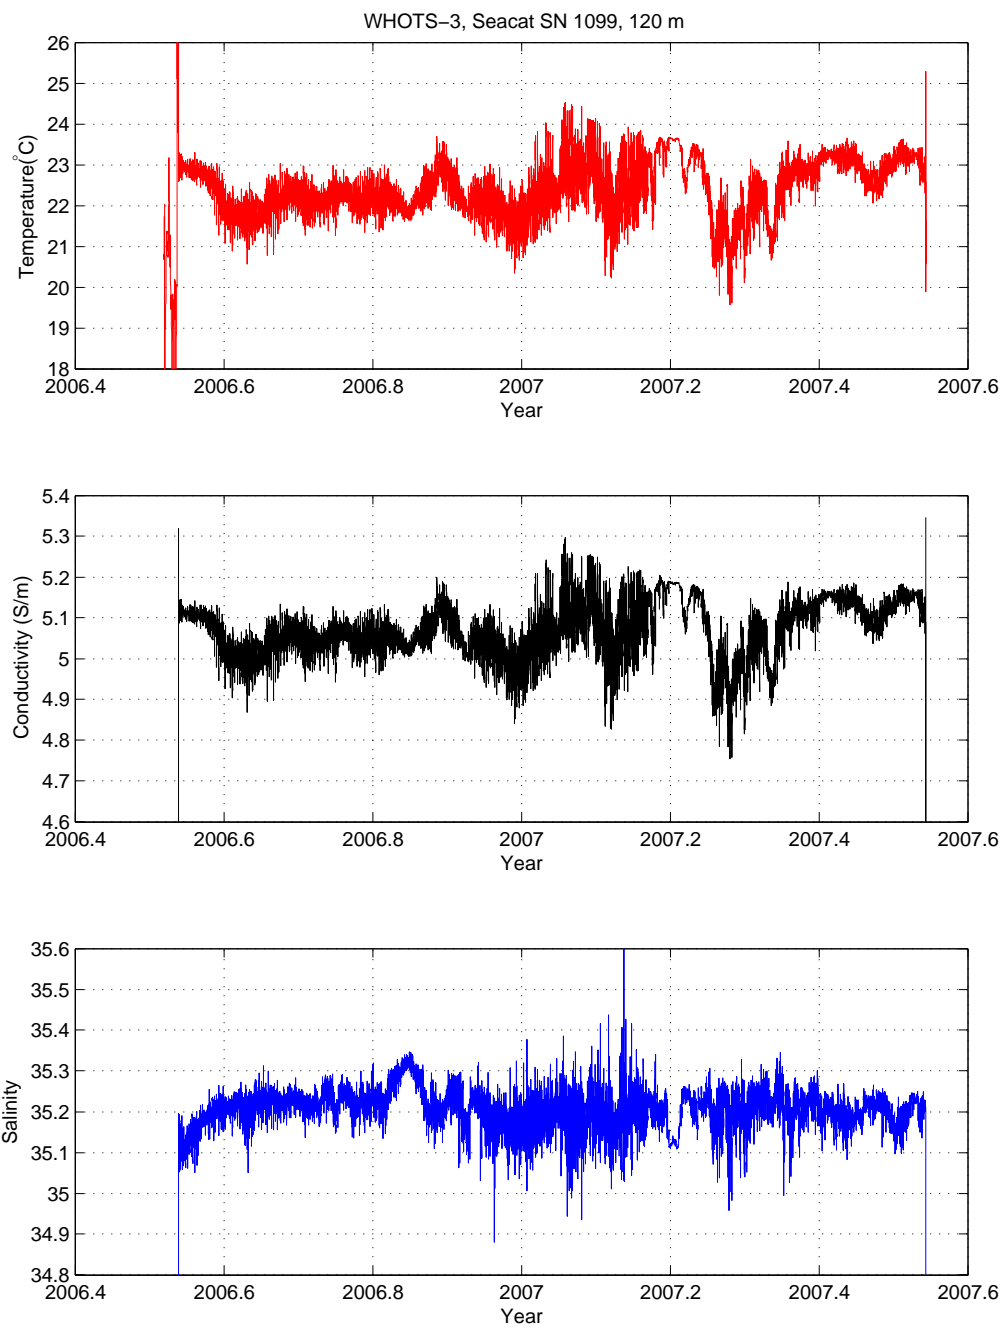 WHOTS−3, Seacat SN 1099, 120 m
26
25
24
23
22
21
20
19
18
Temperature(°C)
2006.4 2006.6 2006.8 2007 2007.2 2007.4 2007.6
Year
5.4
5.3
5.2
5.1
5
4.9
4.8
4.7
4.6
Conductivity (S/m)
2006.4 2006.6 2006.8 2007 2007.2 2007.4 2007.6
Year
35.6
35.5
35.4
35.3
35.2
35.1
35
34.9
34.8
Salinity
2006.4 2006.6 2006.8 2007 2007.2 2007.4 2007.6
Year